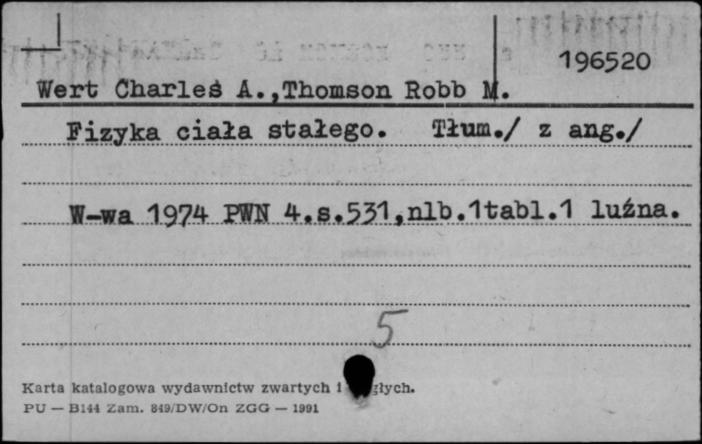 196520
Wert Charles A.,Thomson Robb M.
Fizyka ciała stałego. Tłum./ z ang./
W-wa 1974 PWN 4.s.531,nlb.1tabl.1 luźna.
5
Karta katalogowa wydawnictw zwartych i
PU — B144 Zam. 849/DW/On ZGG — 1991